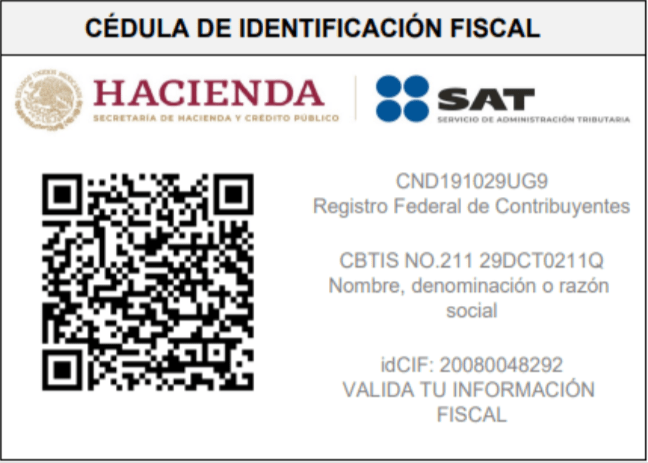 CÉDULA DE IDENTIFICACIÓN FISCAL
HACIENDA
SECRETARÍA DE HACIENDA Y CRÉDITO PÚBLICO
SAT
SERVICIO DE ADMINISTRACIÓN TRIBUTARIA
CND191029UG9
Registro Federal de Contribuyentes
CBTIS NO.211 29DCT0211Q
Nombre, denominación o razón
social
idCIF: 20080048292
VALIDA TU INFORMACIÓN
FISCAL